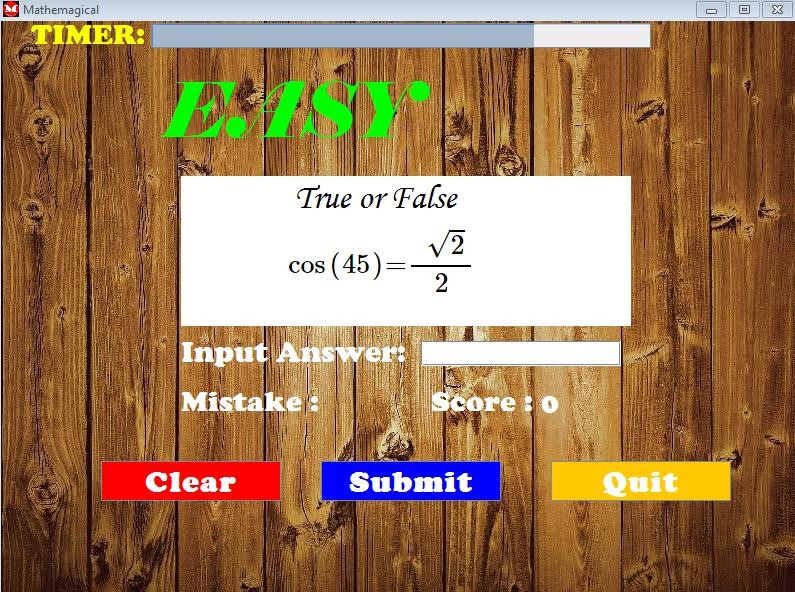 Mathemagical
TIMER:
EASY
True or False
cos(45)=√2/2
Input Answer:
Mistake : Score : 0
Clear Submit Quit